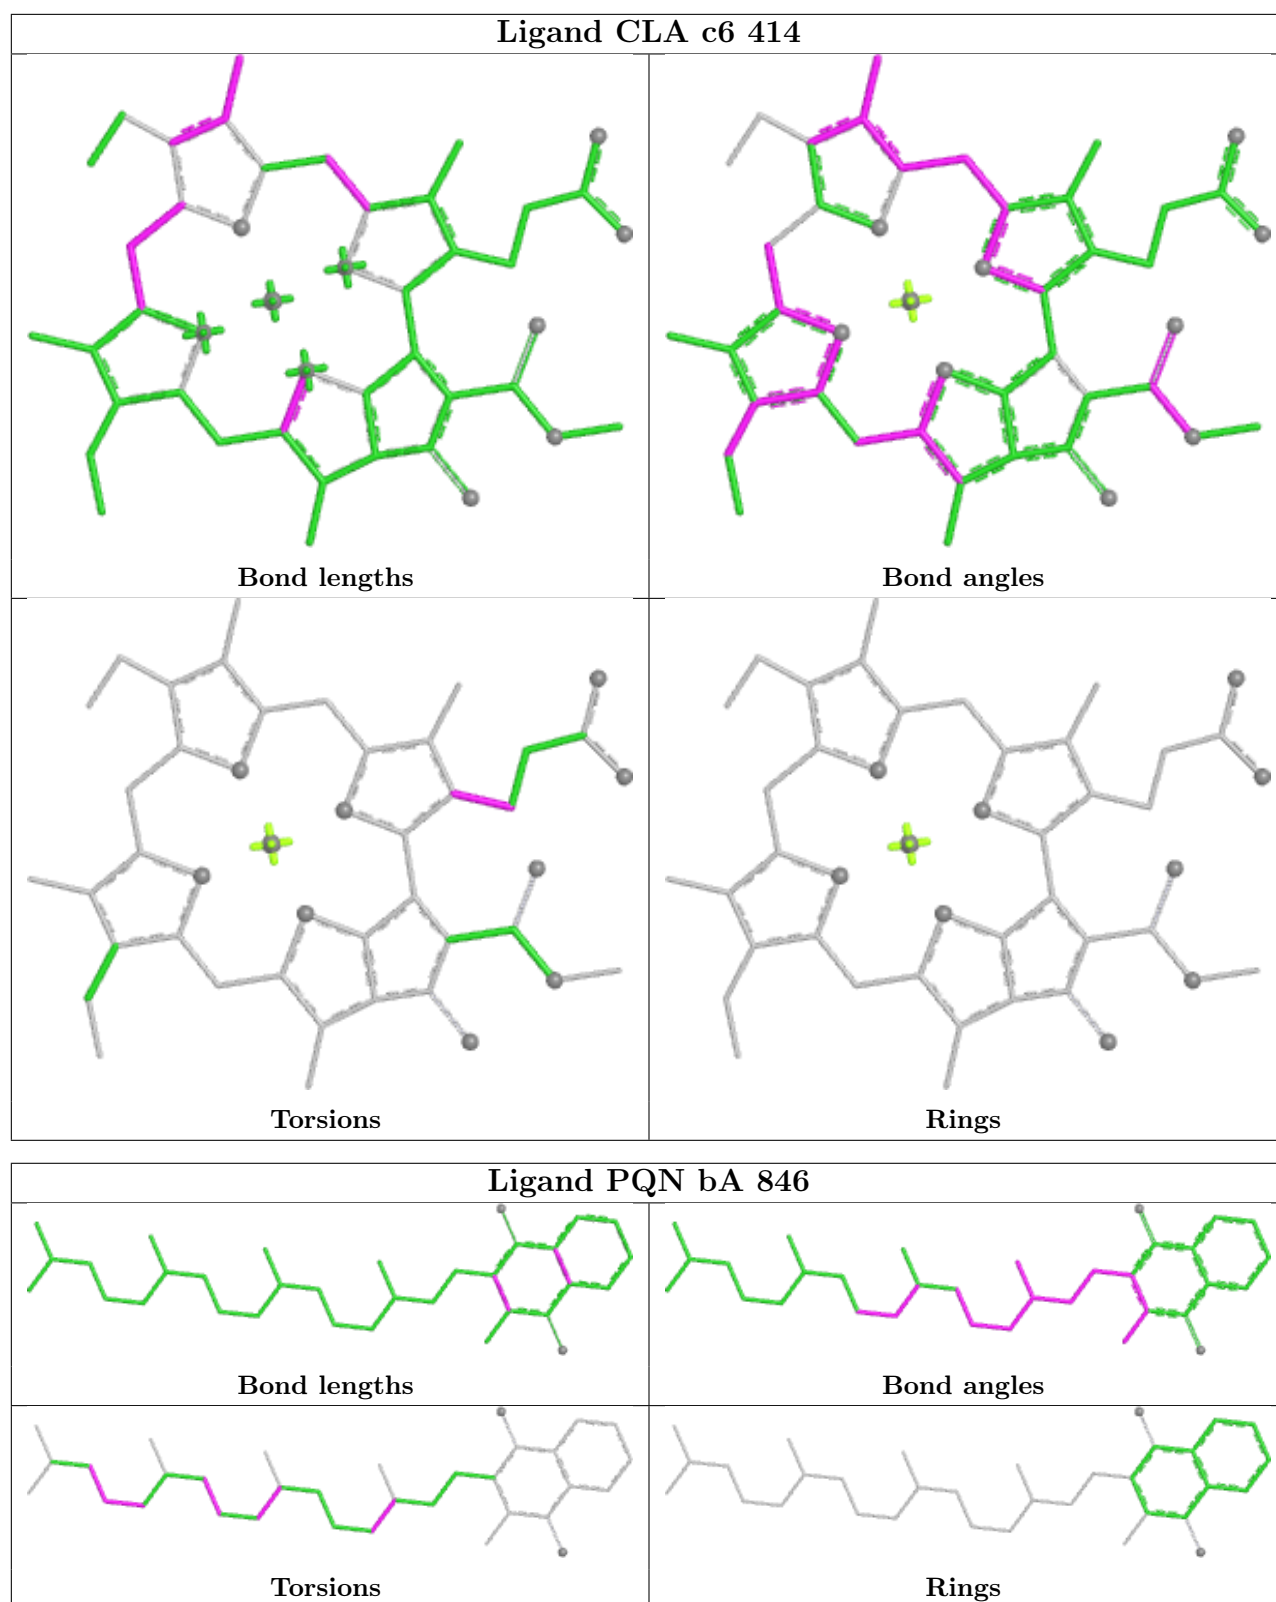 Ligand CLA c6 414
Bond lengths
Bond angles
Torsions
Rings
Ligand PQN bA 846
Bond lengths
Bond angles
Torsions
Rings